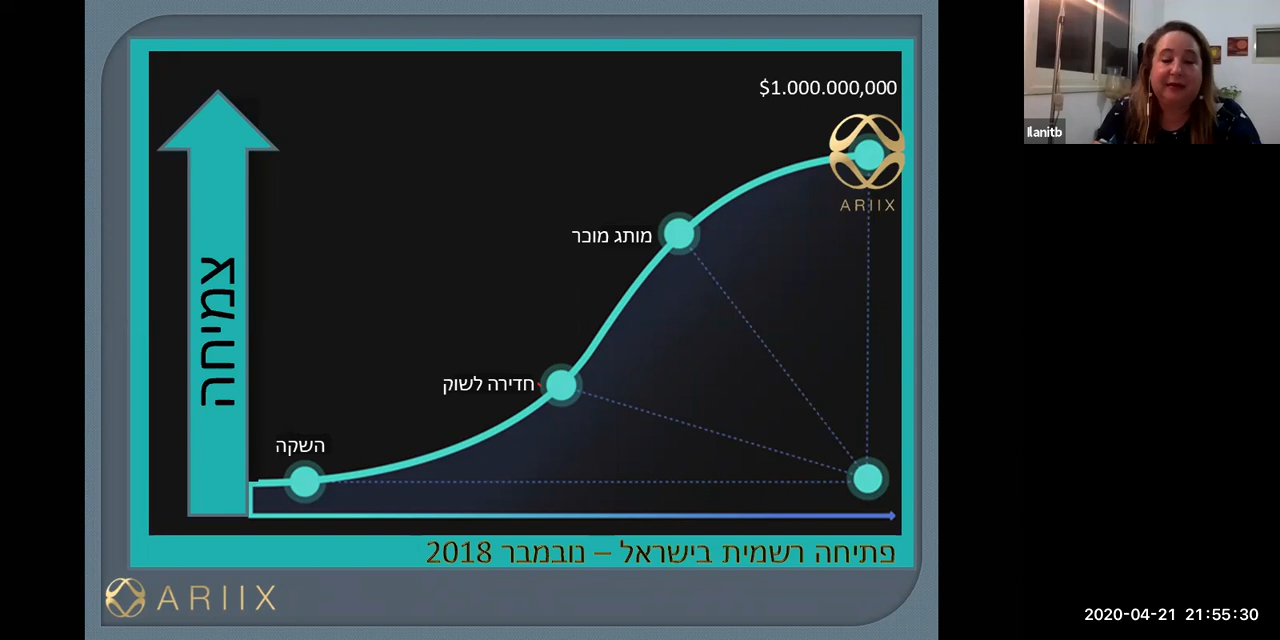 $1.000.000,000
ARIIX
מותג מוכר
צמיחה
חדירה לשוק
השקה
פתיחה רשמית בישראל – נובמבר 2018
ARIIX
Ilanitb
2020-04-21 21:55:30